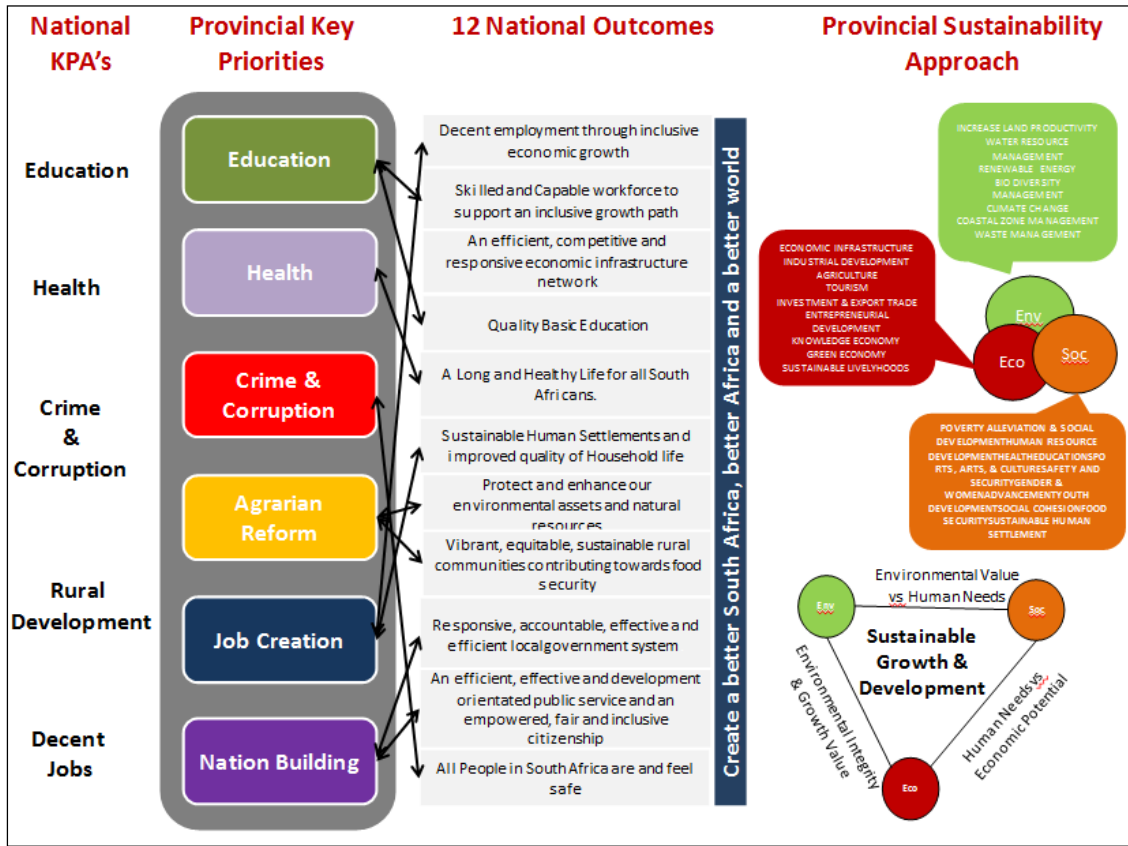 National
KPA's
Provincial Key
Priorities
12 National Outcomes
Provincial Sustainability
Approach
Education
Health
Crime
&
Corruption
Rural
Development
Decent
Jobs
Education
Health
Crime &
Corruption
Agrarian
Reform
Job Creation
Nation Building
Decent employment through inclusive
economic growth
Skilled and Capable workforce to
support an inclusive growth path
An efficient, competitive and
responsive economic infrastructure
network
Quality Basic Education
A Long and Healthy Life for all South
Africans.
Sustainable Human Settlements and
improved quality of Household life
Protect and enhance our
environmental assets and natural
resources
Vibrant, equitable, sustainable rural
communities contributing towards food
security
Responsive, accountable, effective and
efficient local government system
An efficient, effective and development
orientated public service and an
empowered, fair and inclusive
citizenship
All People in South Africa are and feel
safe
Create a better South Africa, better Africa and a better world
INCREASE LAND PRODUCTIVITY
WATER RESOURCE
MANAGEMENT
RENEWABLE ENERGY
BIO DIVERSITY
MANAGEMENT
CLIMATE CHANGE
COASTAL ZONE MANAGEMENT
WASTE MANAGEMENT
ECONOMIC INFRASTRUCTURE
INDUSTRIAL DEVELOPMENT
AGRICULTURE
TOURISM
INVESTMENT & EXPORT TRADE
ENTREPRENEURIAL
DEVELOPMENT
KNOWLEDGE ECONOMY
GREEN ECONOMY
SUSTAINABLE LIVELYHOODS
Env
Eco
Soc
POVERTY ALLEVIATION & SOCIAL
DEVELOPMENTHUMAN RESOURCE
DEVELOPMENTHEALTHEDUCATIONSPO
RTS, ARTS, & CULTURESAFETY AND
SECURITYGENDER &
WOMENADVANCEMENTYOUTH
DEVELOPMENTSOCIAL COHESIONFOOD
SECURITYSUSTAINABLE HUMAN
SETTLEMENT
Environmental Value
vs Human Needs
Env
Soc
Sustainable
Growth &
Development
Environmental Integrity
& Growth Value
Human Needs vs
Economic Potential
Eco